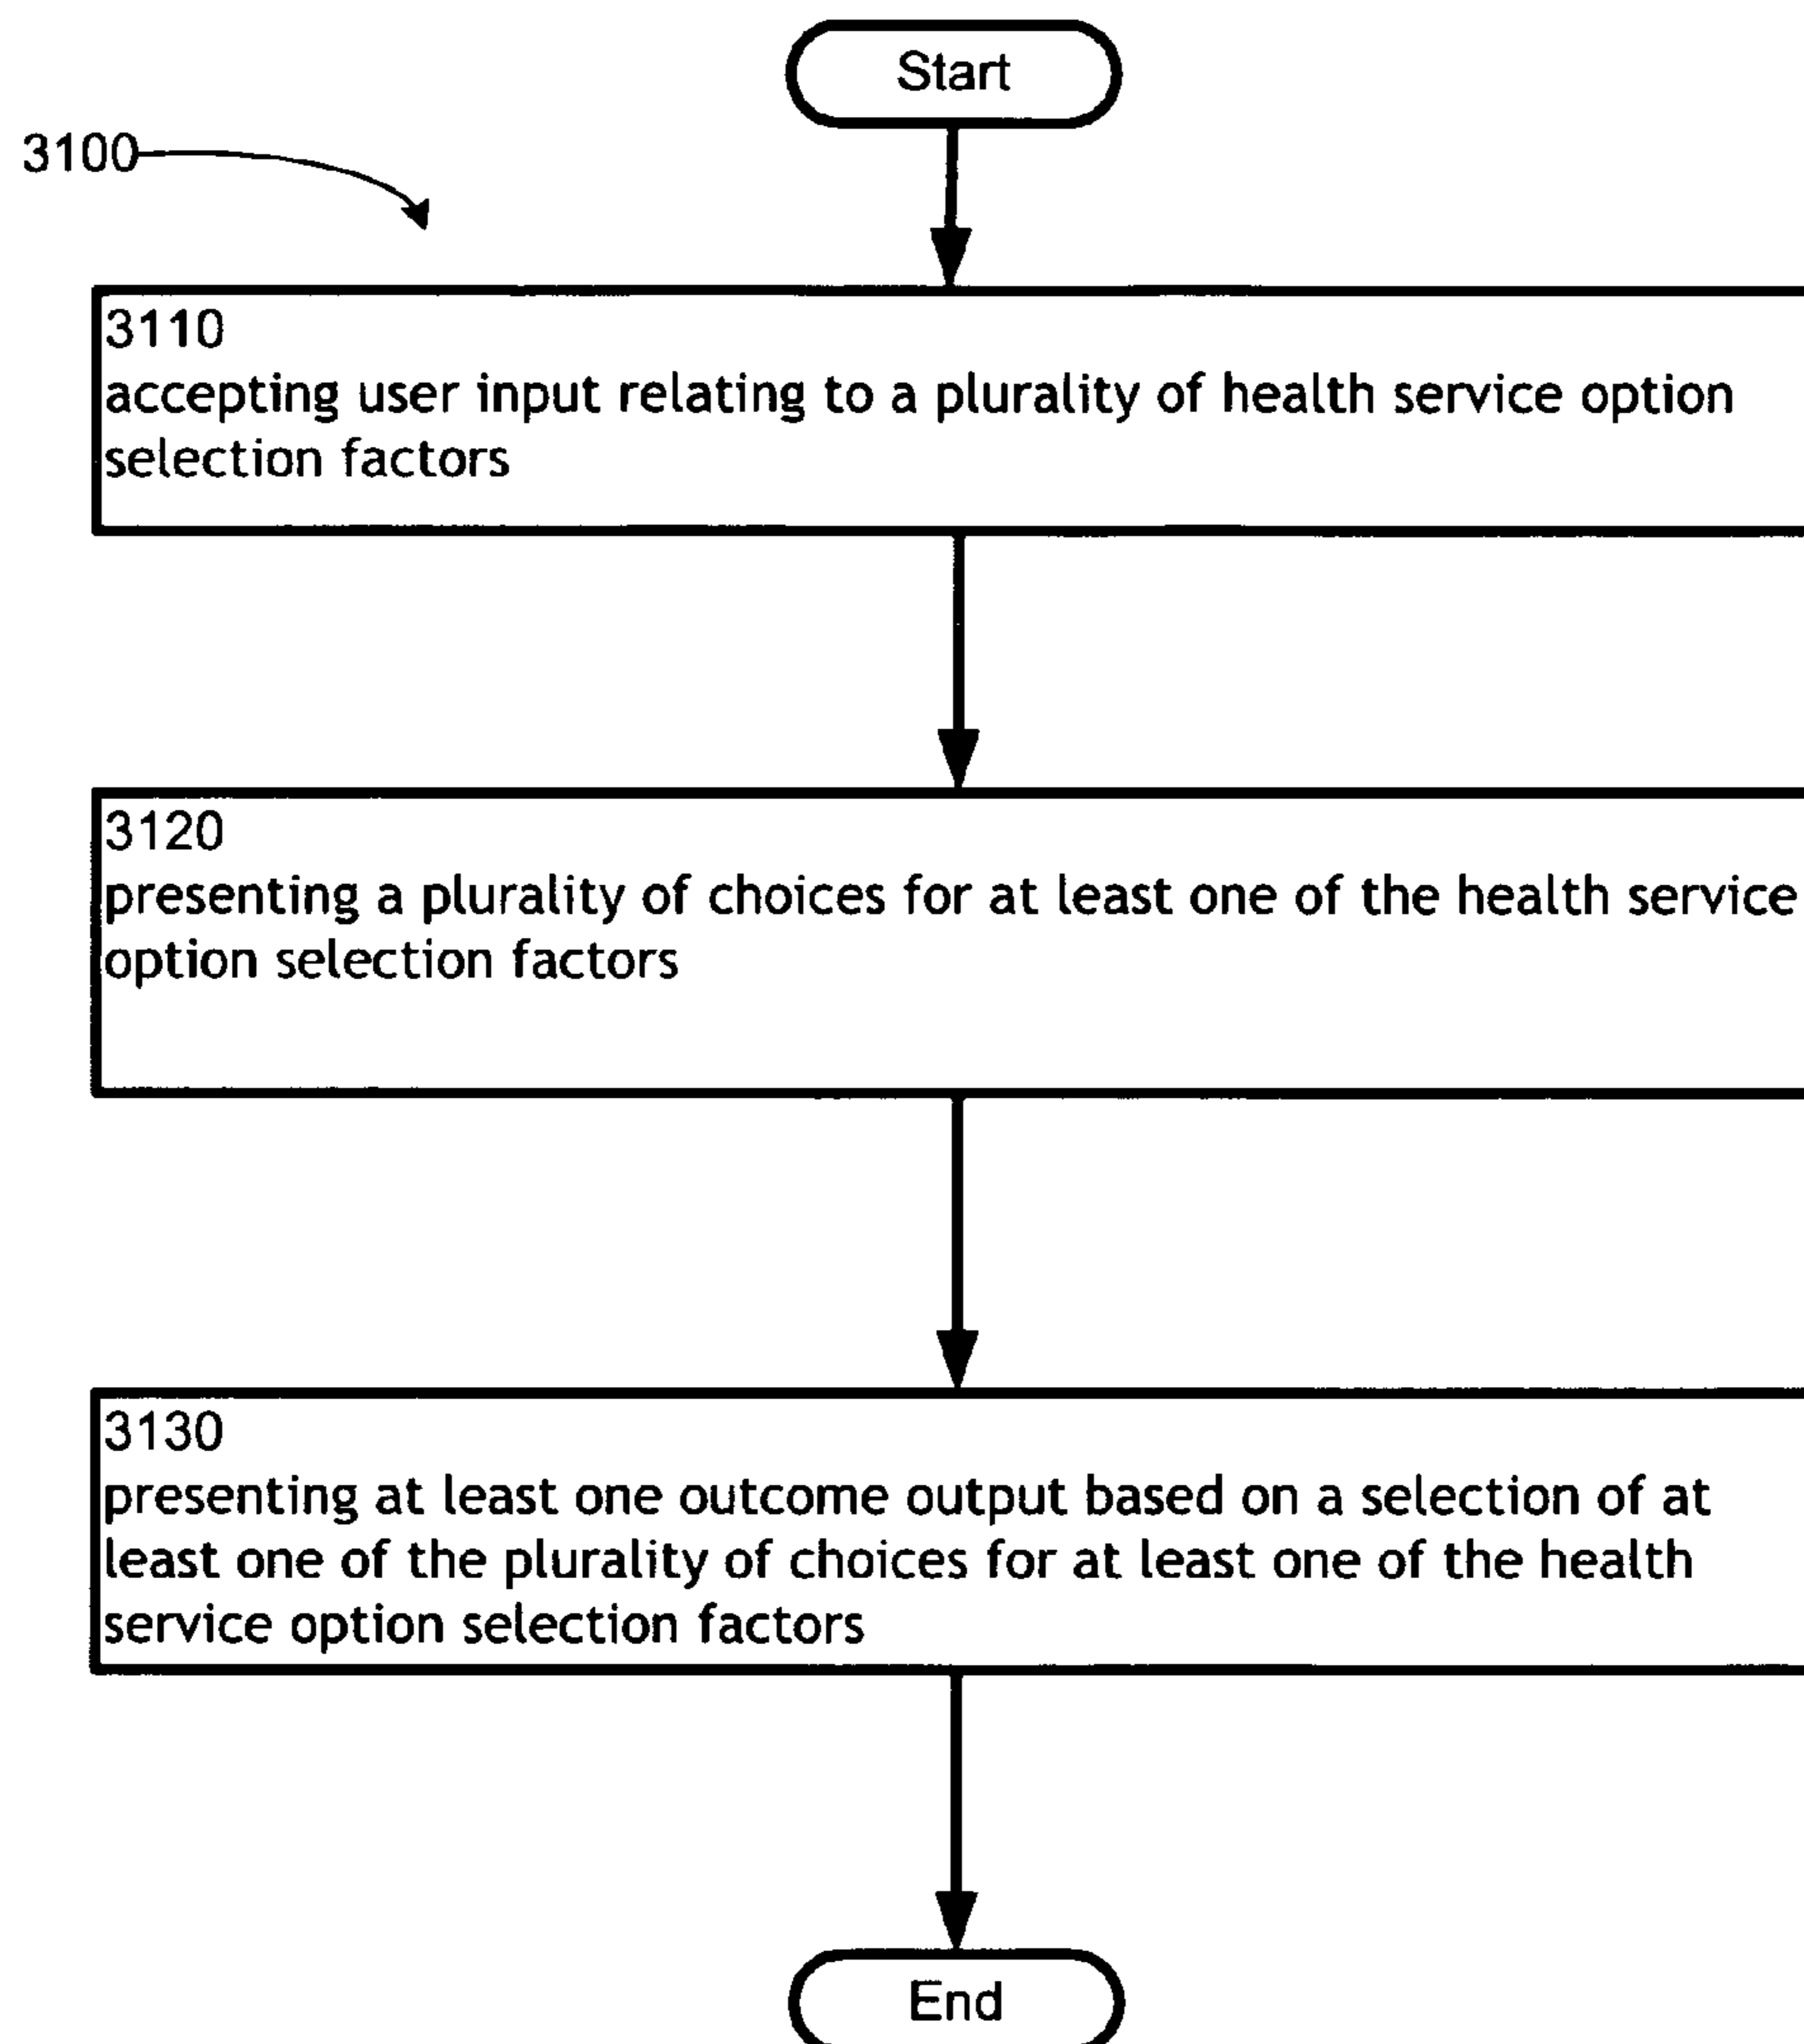 Start
3100
3110
accepting user input relating to a plurality of health service option
selection factors
3120
presenting a plurality of choices for at least one of the health service
option selection factors
3130
presenting at least one outcome output based on a selection of at
least one of the plurality of choices for at least one of the health
service option selection factors
End